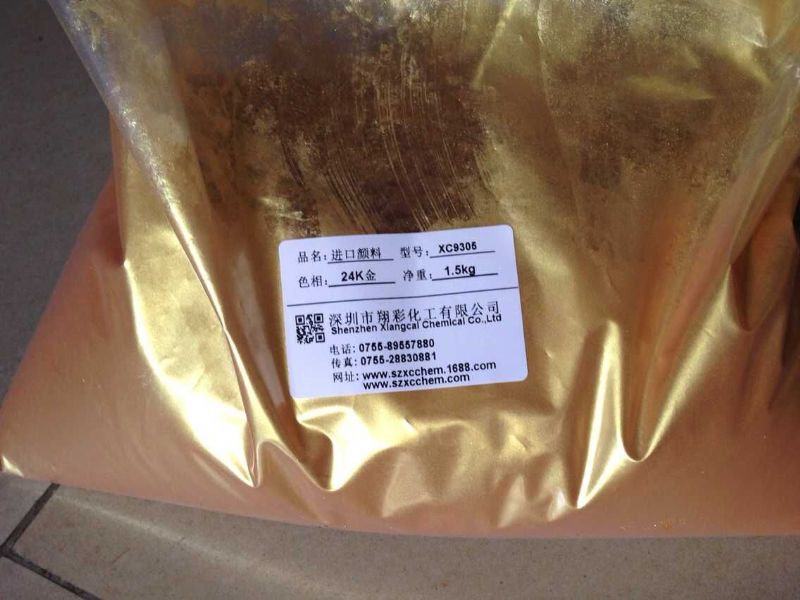 品名: 进口颜料 型号: XC9305
色相: 24K金 净重: 1.5kg
深圳市翔彩化工有限公司
Shenzhen Xiangcai Chemical Co.,Ltd
电话: 0755-89557880
传真: 0755-28830881
网址: www.szxcchem.1688.com
www.szxcchem.com